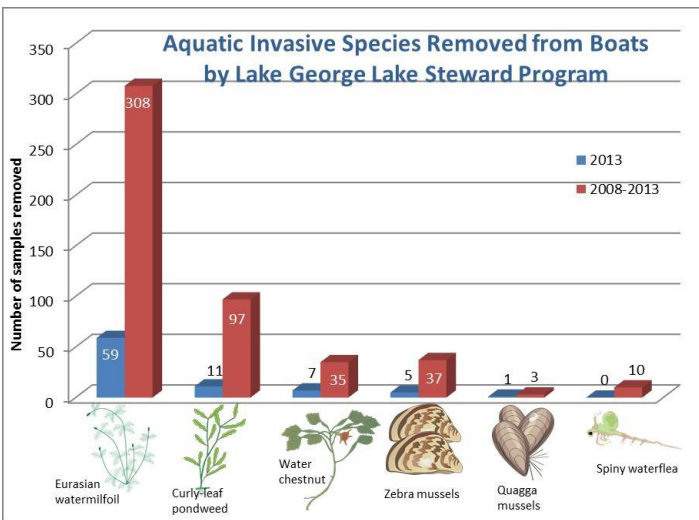 Aquatic Invasive Species Removed from Boats
by Lake George Lake Steward Program
350
300
250
200
150
100
50
0
Number of samples removed
2013
2008-2013
59
308
11
97
7
35
5
37
1
3
0
10
Eurasian
watermilfoil
Curly-leaf
pondweed
Water
chestnut
Zebra mussels
Quagga
mussels
Spiny waterflea